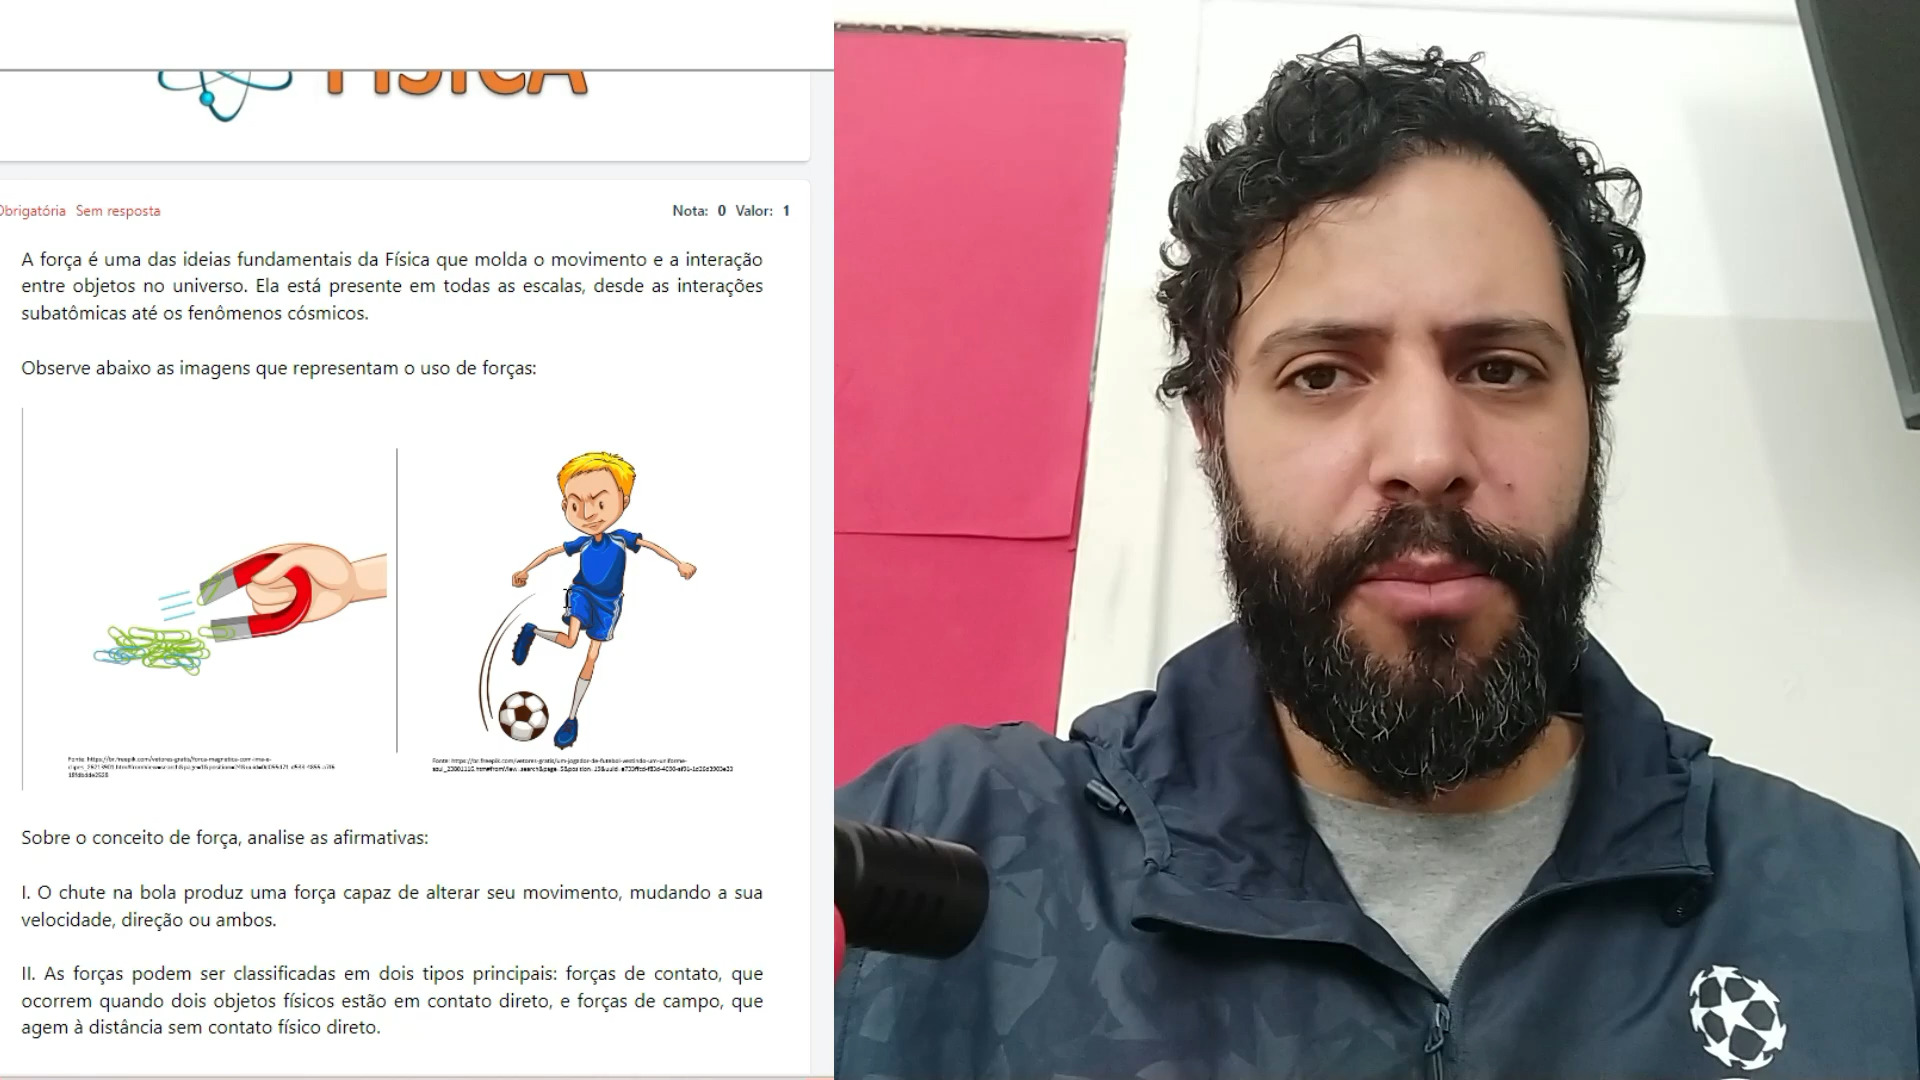 FÍSICA
Obrigatória Sem resposta
Nota: 0 Valor: 1
A força é uma das ideias fundamentais da Física que molda o movimento e a interação
entre objetos no universo. Ela está presente em todas as escalas, desde as interações
subatômicas até os fenômenos cósmicos.
Observe abaixo as imagens que representam o uso de forças:
Sobre o conceito de força, analise as afirmativas:
I. O chute na bola produz uma força capaz de alterar seu movimento, mudando a sua
velocidade, direção ou ambos.
II. As forças podem ser classificadas em dois tipos principais: forças de contato, que
ocorrem quando dois objetos físicos estão em contato direto, e forças de campo, que
agem à distância sem contato físico direto.